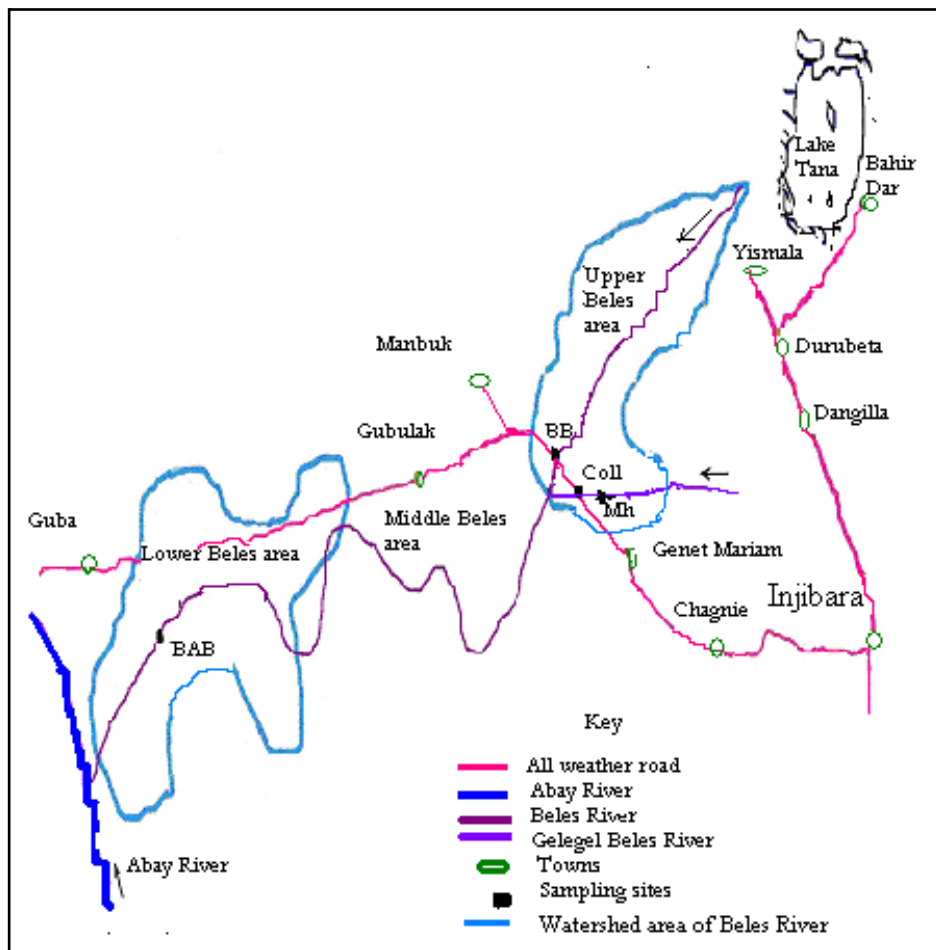 Lake
Tana
Bahir
Dar
Yismala
Upper
Beles
area
Durubeta
Manbuk
Dangilla
Gubulak
BB
Coll
Mh
Guba
Middle Beles
area
Lower Beles area
Genet Mariam
Injibara
Chagnie
BAB
Key
All weather road
Abay River
Beles River
Gelegel Beles River
Towns
Sampling sites
Watershed area of Beles River
Abay River